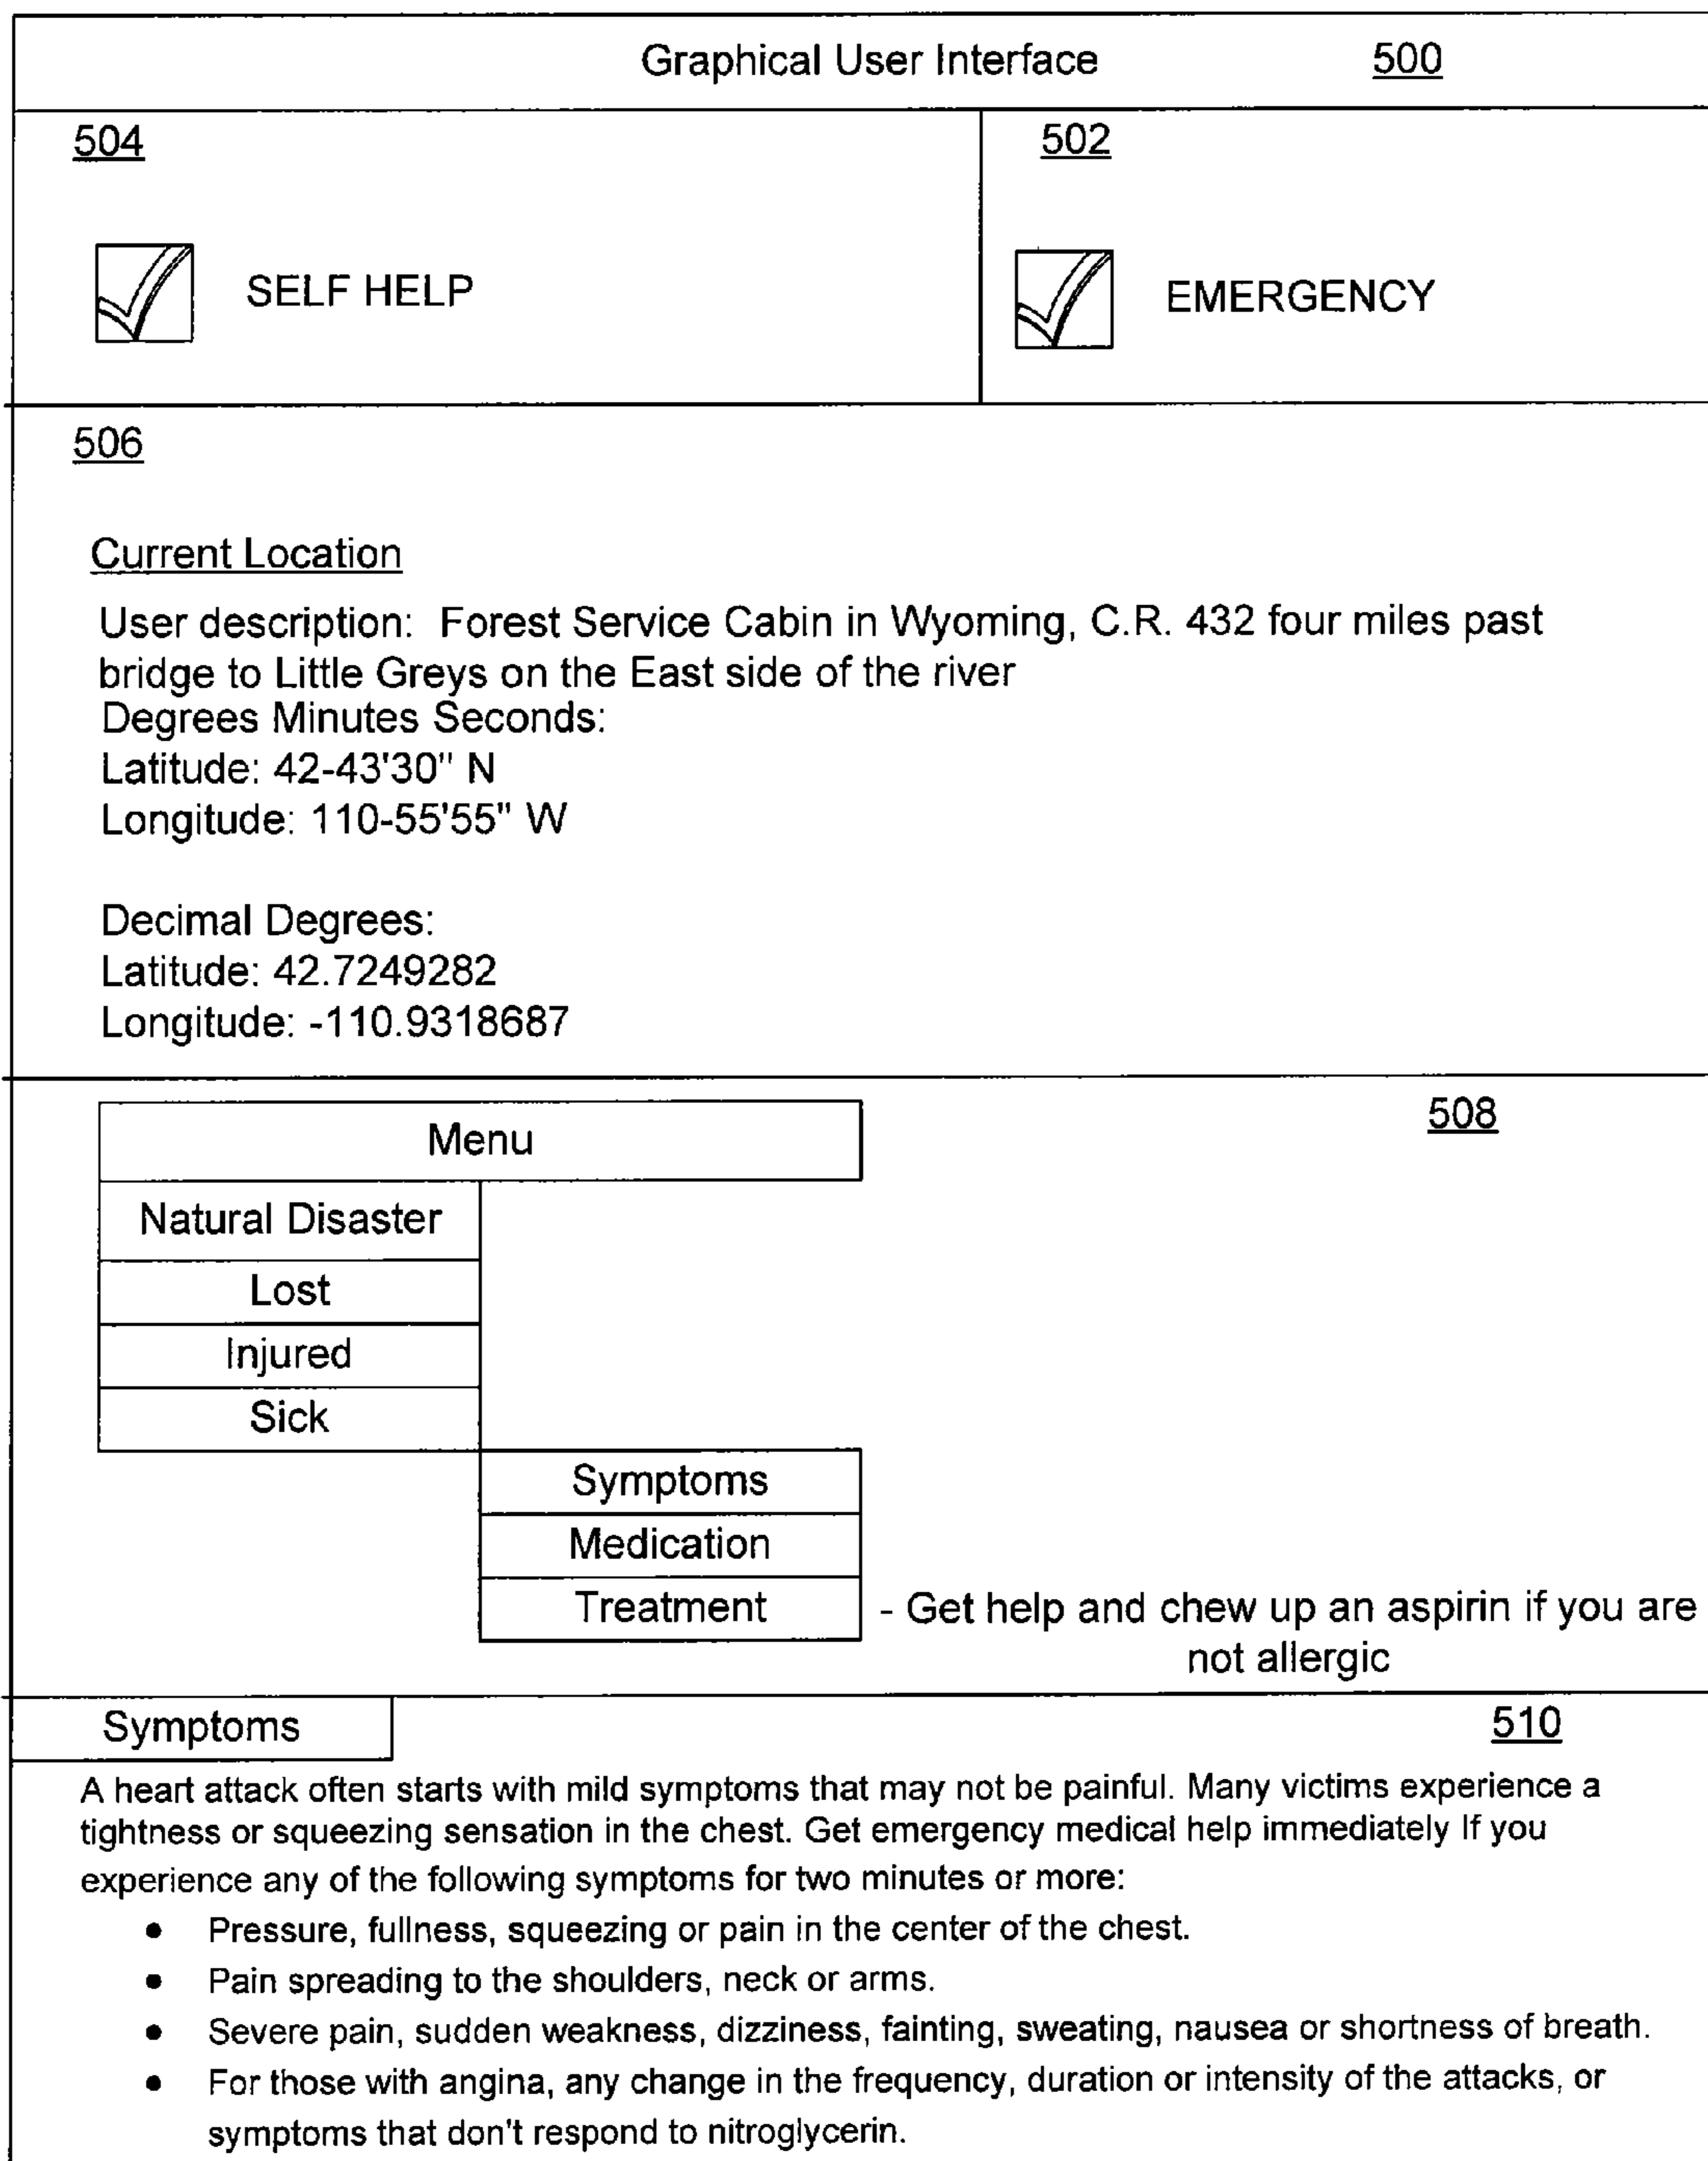 Graphical User Interface 500
504
502
SELF HELP
EMERGENCY
506
Current Location
User description: Forest Service Cabin in Wyoming, C.R. 432 four miles past
bridge to Little Greys on the East side of the river
Degrees Minutes Seconds:
Latitude: 42-43'30" N
Longitude: 110-55'55" W
Decimal Degrees:
Latitude: 42.7249282
Longitude: -110.9318687
508
Menu
Natural Disaster
Lost
Injured
Sick
Symptoms
Medication
Treatment - Get help and chew up an aspirin if you are
not allergic
Symptoms 510
A heart attack often starts with mild symptoms that may not be painful. Many victims experience a
tightness or squeezing sensation in the chest. Get emergency medical help immediately If you
experience any of the following symptoms for two minutes or more:
• Pressure, fullness, squeezing or pain in the center of the chest.
• Pain spreading to the shoulders, neck or arms.
• Severe pain, sudden weakness, dizziness, fainting, sweating, nausea or shortness of breath.
• For those with angina, any change in the frequency, duration or intensity of the attacks, or
symptoms that don't respond to nitroglycerin.